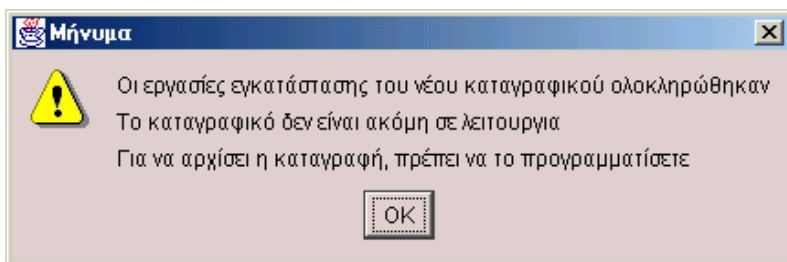 Μήνυμα
Οι εργασίες εγκατάστασης του νέου καταγραφικού ολοκληρώθηκαν
Το καταγραφικό δεν είναι ακόμη σε λειτουργια
Για να αρχίσει η καταγραφή, πρέπει να το προγραμματίσετε
OK